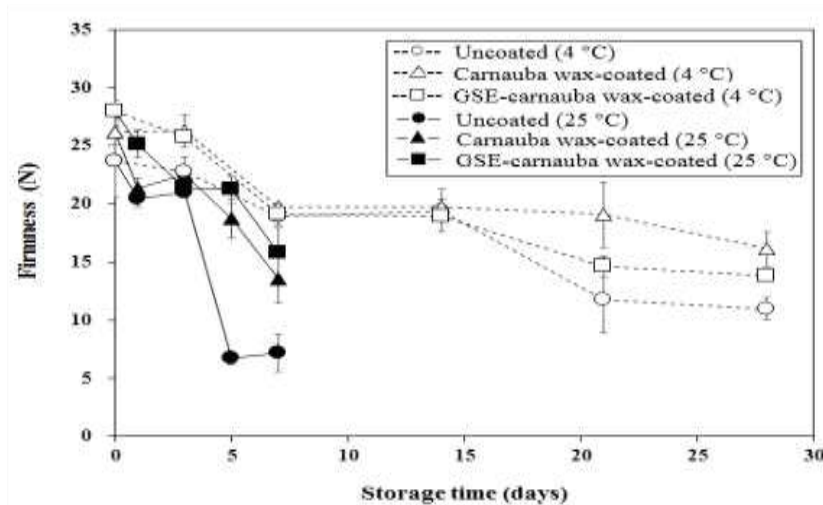 35
30
25
20
15
10
5
0
Firmness (N)
Uncoated (4 °C)
Carnauba wax-coated (4 °C)
GSE-carnauba wax-coated (4 °C)
Uncoated (25 °C)
Carnauba wax-coated (25 °C)
GSE-carnauba wax-coated (25 °C)
0 5 10 15 20 25 30
Storage time (days)